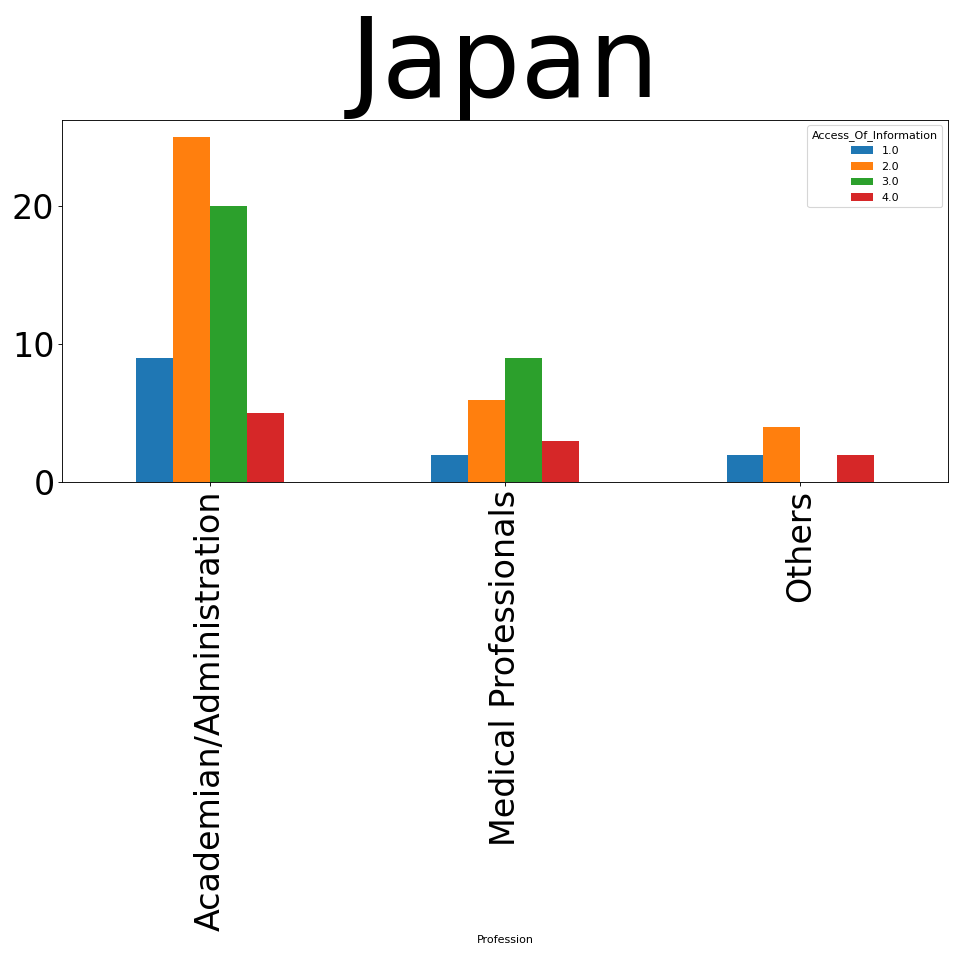 Japan
Access_Of_Information
1.0
2.0
3.0
4.0
20
10
0
Academian/Administration
Medical Professionals
Others
Profession